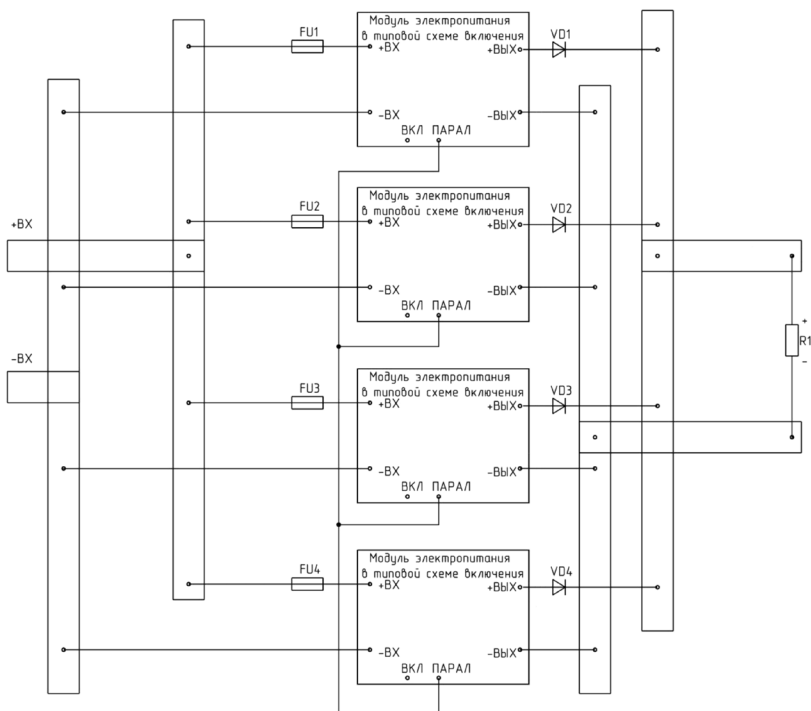 Модуль электропитания
в типовой схеме включения
FU1
+ВХ
+ВЫХ
VD1
-ВХ
-ВЫХ
ВКЛ ПАРАЛ
Модуль электропитания
в типовой схеме включения
FU2
+ВХ
+ВЫХ
VD2
+ВХ
-ВХ
-ВЫХ
ВКЛ ПАРАЛ
+
R1
-
-ВХ
Модуль электропитания
в типовой схеме включения
FU3
+ВХ
+ВЫХ
VD3
-ВХ
-ВЫХ
ВКЛ ПАРАЛ
Модуль электропитания
в типовой схеме включения
FU4
+ВХ
+ВЫХ
VD4
-ВХ
-ВЫХ
ВКЛ ПАРАЛ